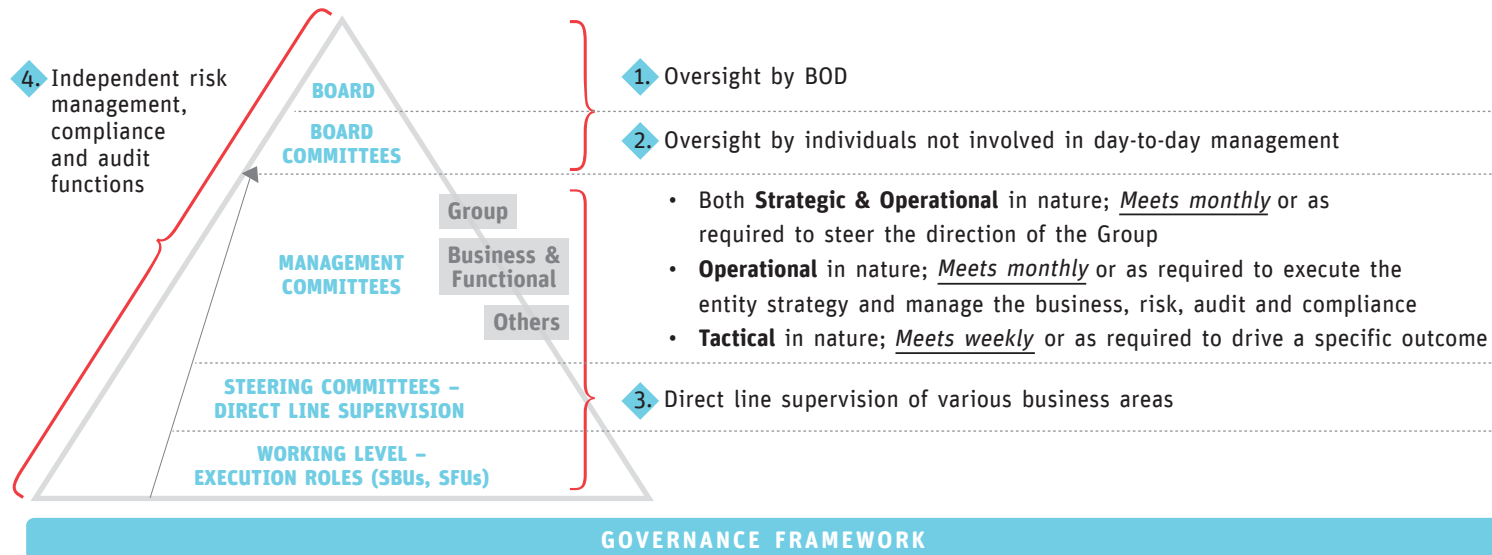 4. Independent risk
management,
compliance
and audit
functions
BOARD
BOARD
COMMITTEES
MANAGEMENT
COMMITTEES
Group
Business &
Functional
Others
STEERING COMMITTEES –
DIRECT LINE SUPERVISION
WORKING LEVEL –
EXECUTION ROLES (SBUs, SFUs)
1. Oversight by BOD
2. Oversight by individuals not involved in day-to-day management
• Both Strategic & Operational in nature; Meets monthly or as
required to steer the direction of the Group
• Operational in nature; Meets monthly or as required to execute the
entity strategy and manage the business, risk, audit and compliance
• Tactical in nature; Meets weekly or as required to drive a specific outcome
3. Direct line supervision of various business areas
GOVERNANCE FRAMEWORK